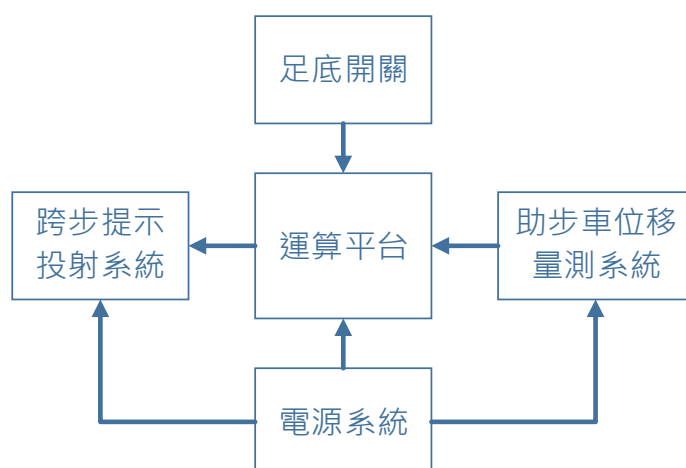 足底開關
跨步提示
投射系統
運算平台
助步車位移
量測系統
電源系統